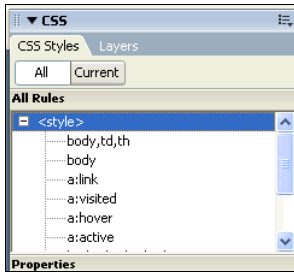 CSS
CSS Styles Layers
All Current
All Rules
<style>
body,td,th
body
a:link
a:visited
a:hover
a:active
Properties